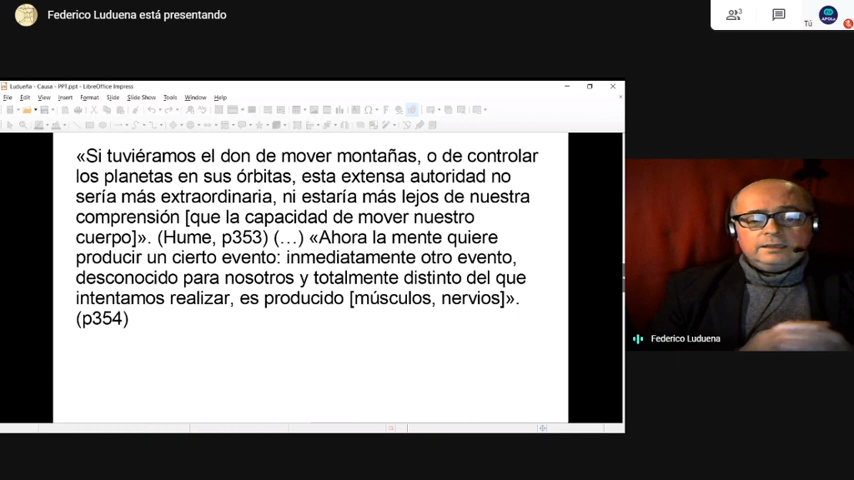 Federico Luduena está presentando
3
Tú
APOLa
Ludueña - Causa - PPT.ppt - LibreOffice Impress
File Edit View Insert Format Slide Slide Show Tools Window Help
«Si tuviéramos el don de mover montañas, o de controlar
los planetas en sus órbitas, esta extensa autoridad no
sería más extraordinaria, ni estaría más lejos de nuestra
comprensión [que la capacidad de mover nuestro
cuerpo]». (Hume, p353) (…) «Ahora la mente quiere
producir un cierto evento: inmediatamente otro evento,
desconocido para nosotros y totalmente distinto del que
intentamos realizar, es producido [músculos, nervios]».
(p354)
Federico Luduena